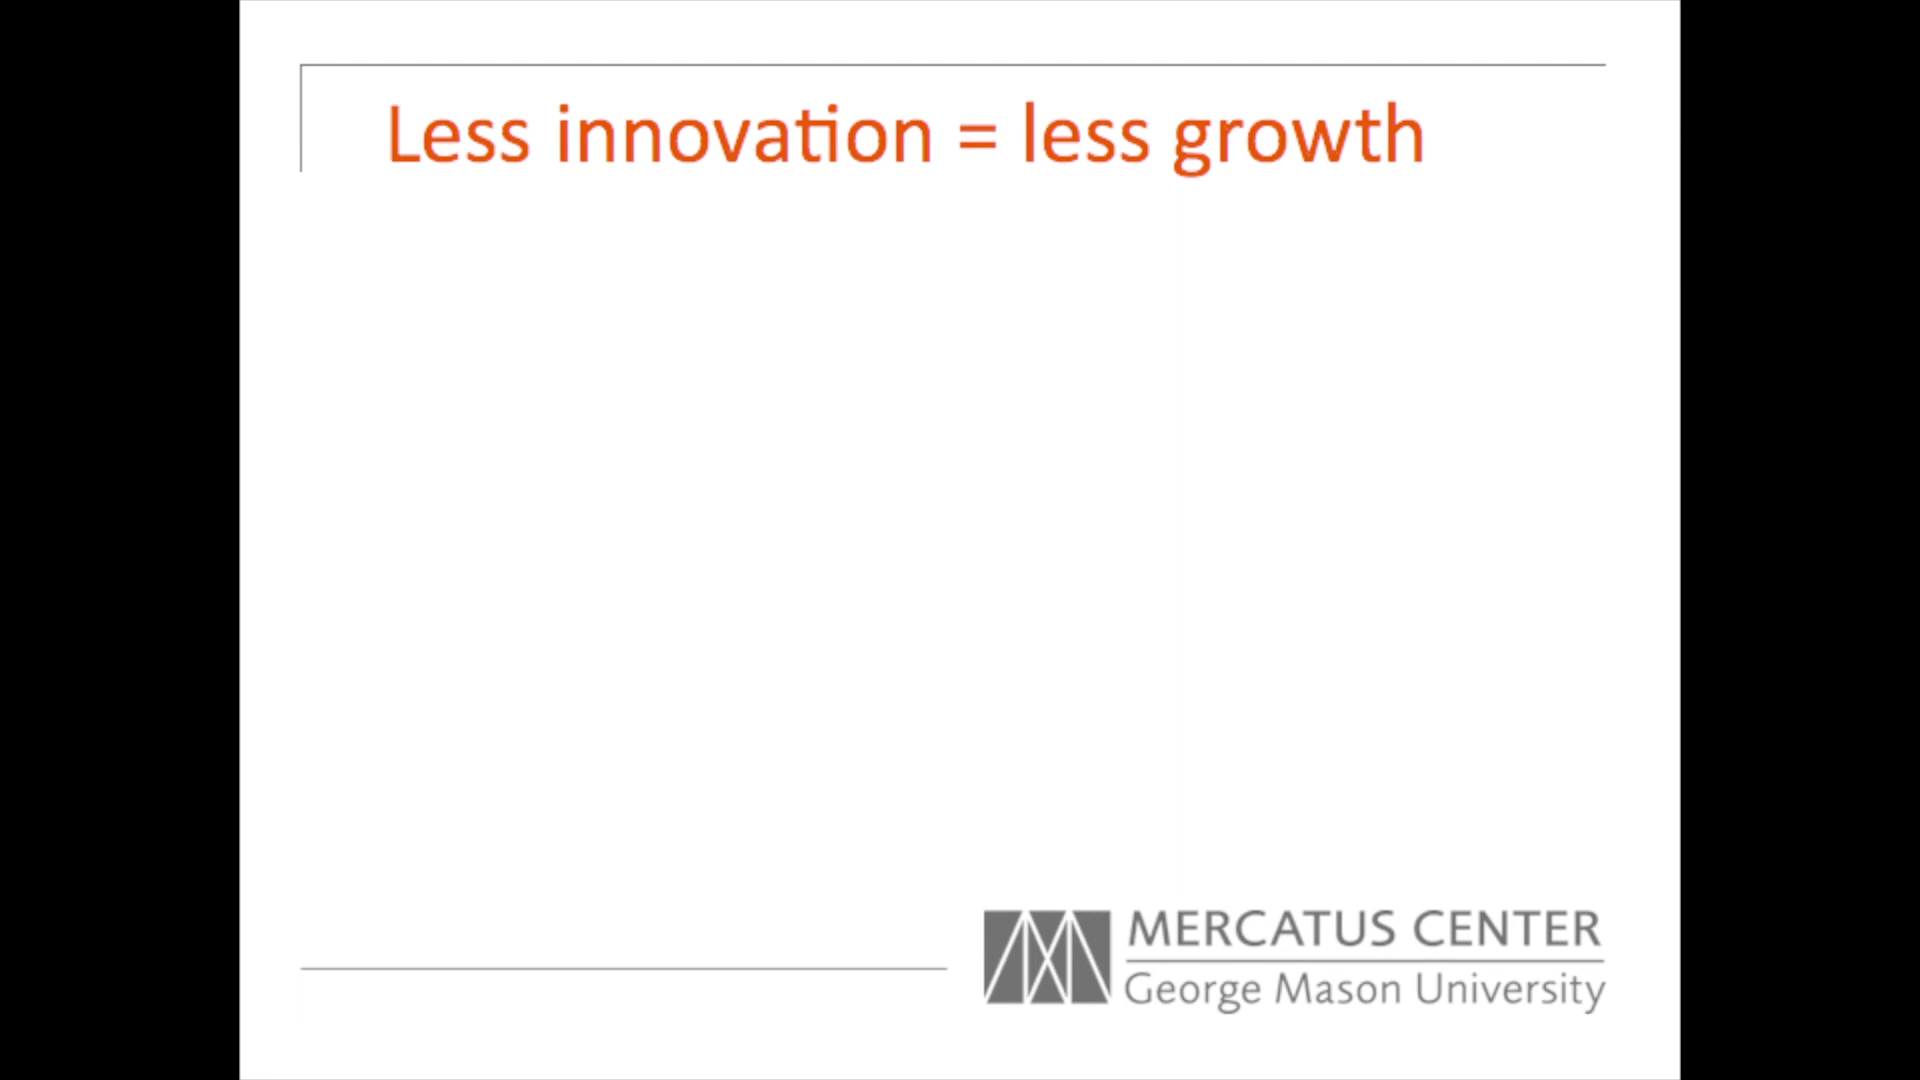 Less innovation = less growth
MERCATUS CENTER
George Mason University